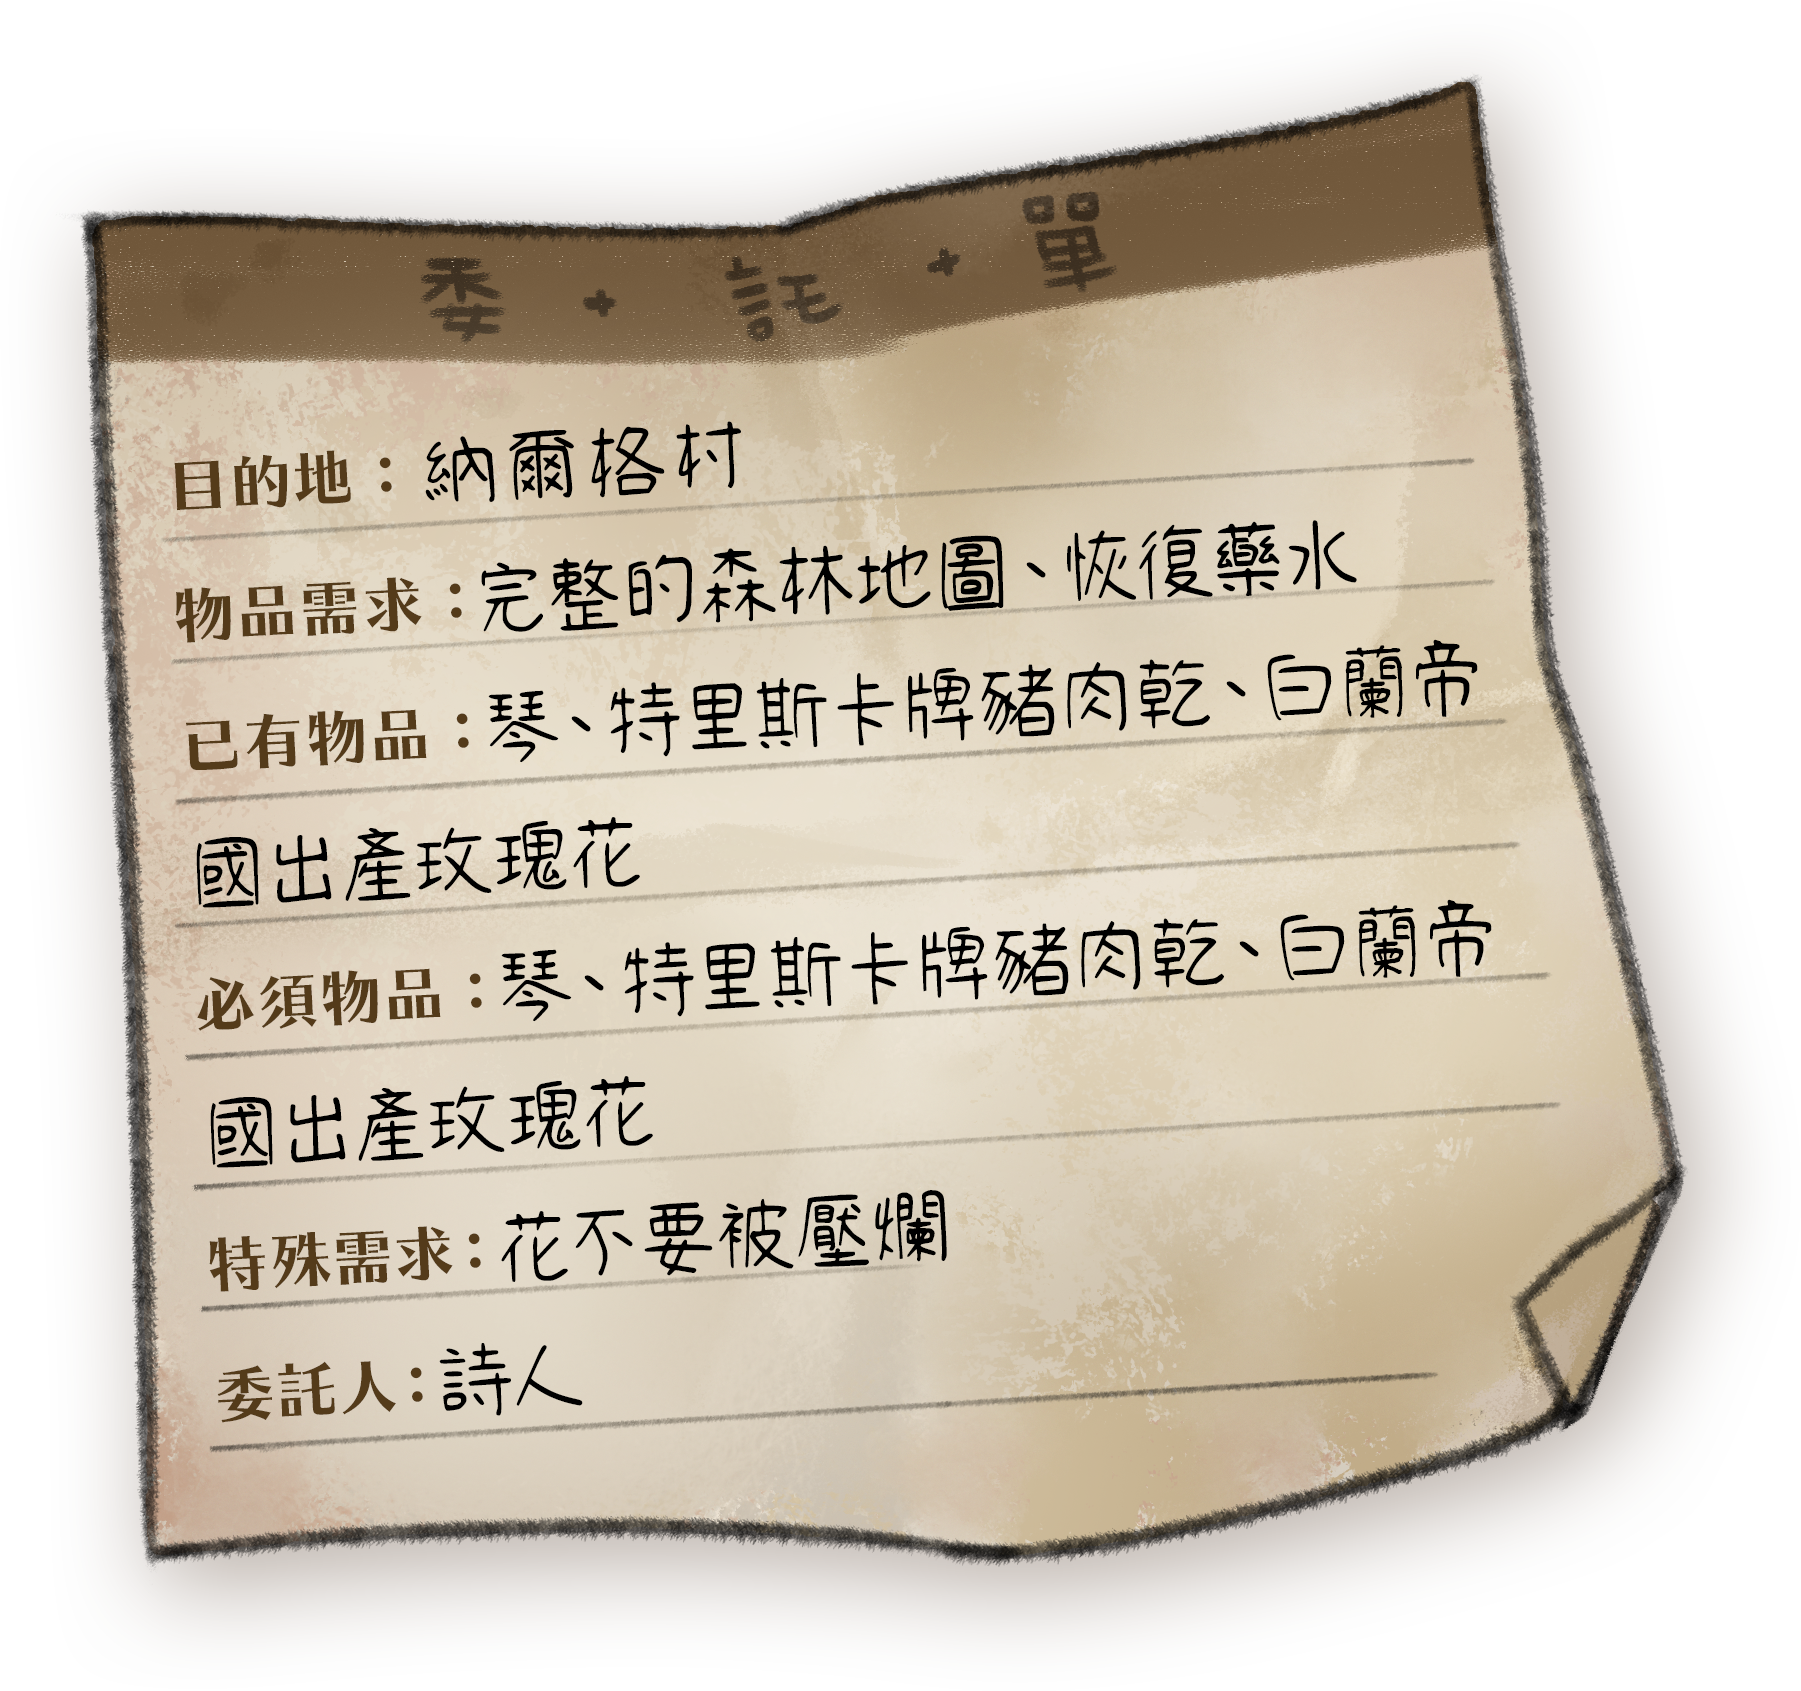 委・託・單
目的地：納爾格村
物品需求：完整的森林地圖、恢復藥水
已有物品：琴、特里斯卡牌豬肉乾、白蘭帝
國出產玫瑰花
必須物品：琴、特里斯卡牌豬肉乾、白蘭帝
國出產玫瑰花
特殊需求：花不要被壓爛
委託人：詩人